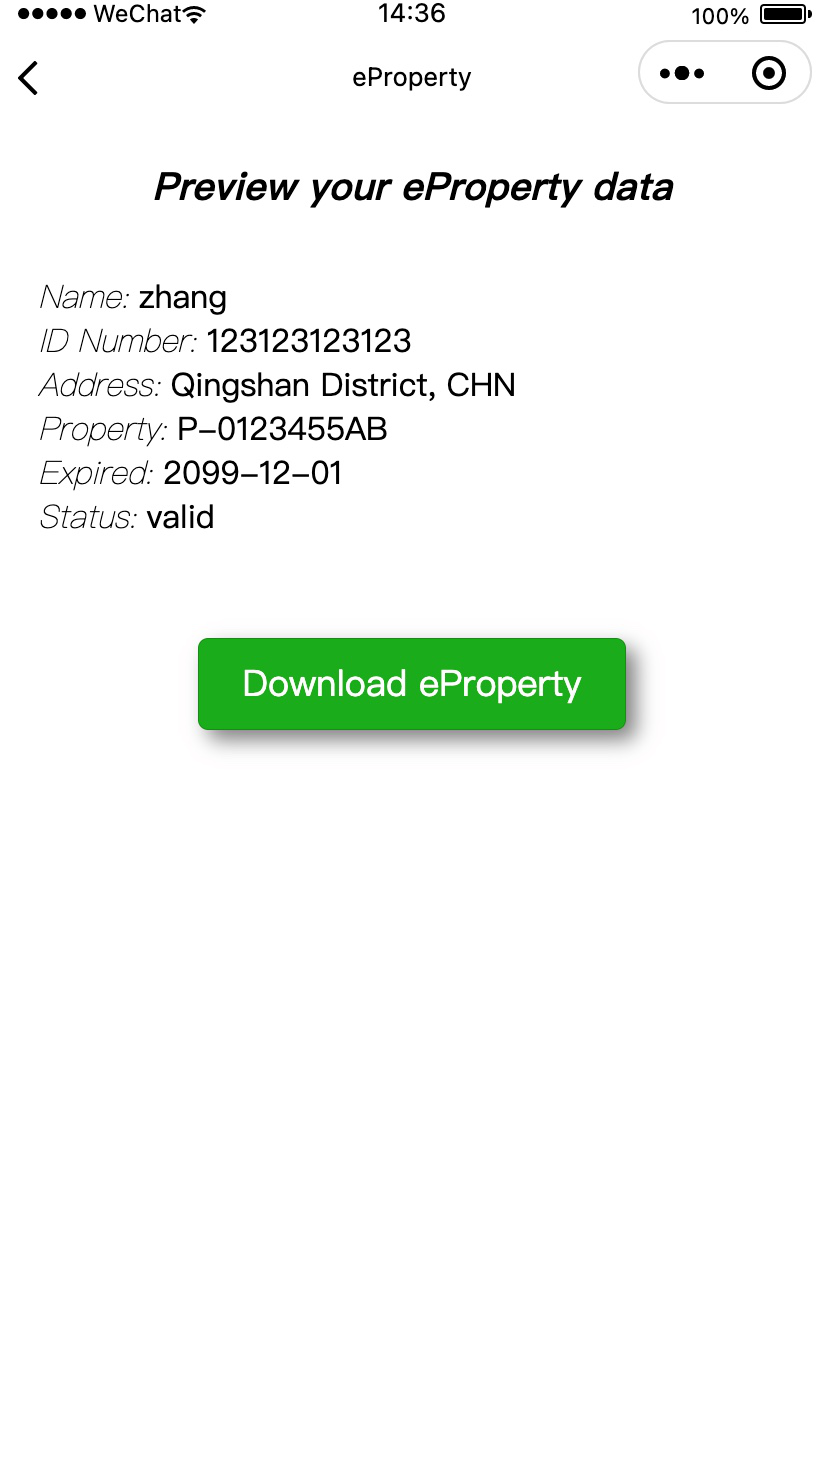 ●●●●● WeChat 14:36 100%
eProperty
Preview your eProperty data
Name: zhang
ID Number: 123123123123
Address: Qingshan District, CHN
Property: P-0123455AB
Expired: 2099-12-01
Status: valid
Download eProperty